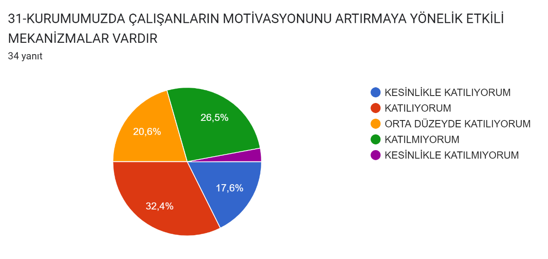 31-KURUMUMUZDA ÇALIŞANLARIN MOTİVASYONUNU ARTIRMAYA YÖNELİK ETKİLİ
MEKANİZMALAR VARDIR
34 yanıt
KESİNLİKLE KATILIYORUM
KATILIYORUM
ORTA DÜZEYDE KATILIYORUM
KATILMIYORUM
KESİNLİKLE KATILMIYORUM
26,5%
20,6%
17,6%
32,4%